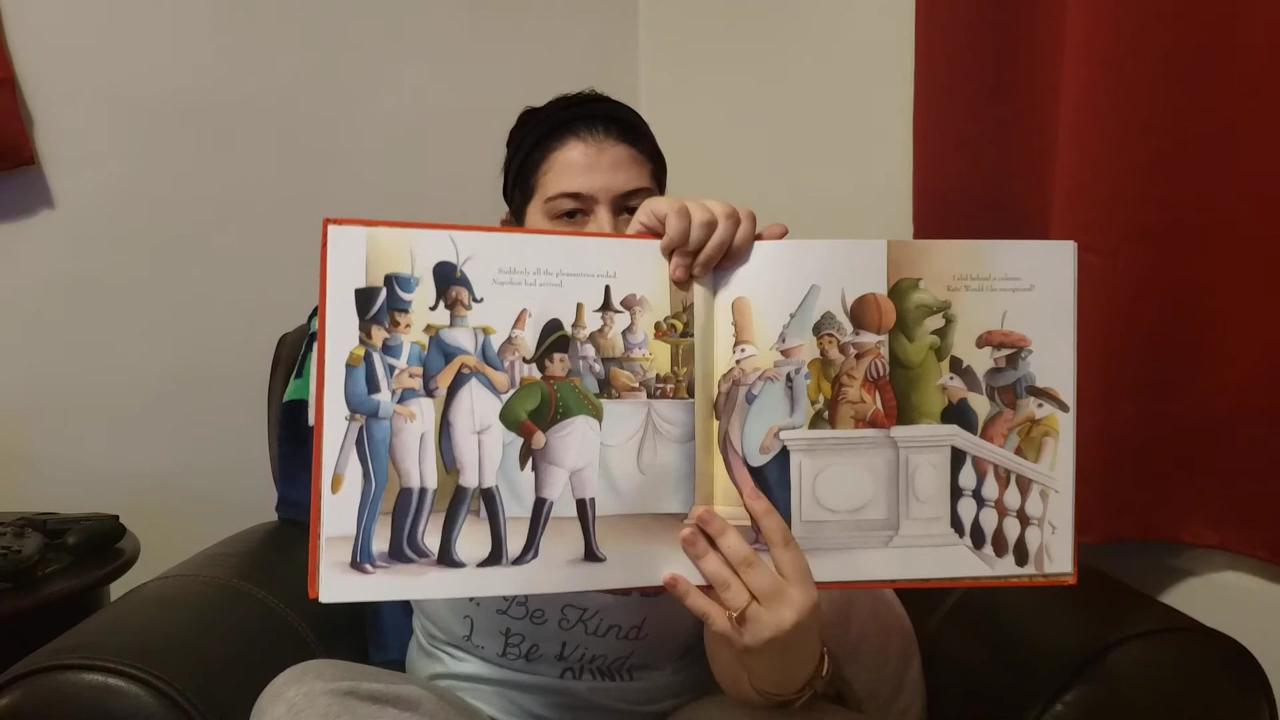 Suddenly all the pleasantries ended.
Napoleon had arrived.
I slid behind a column.
Rats! Would I be recognized?
1. Be Kind
2. Be Kind